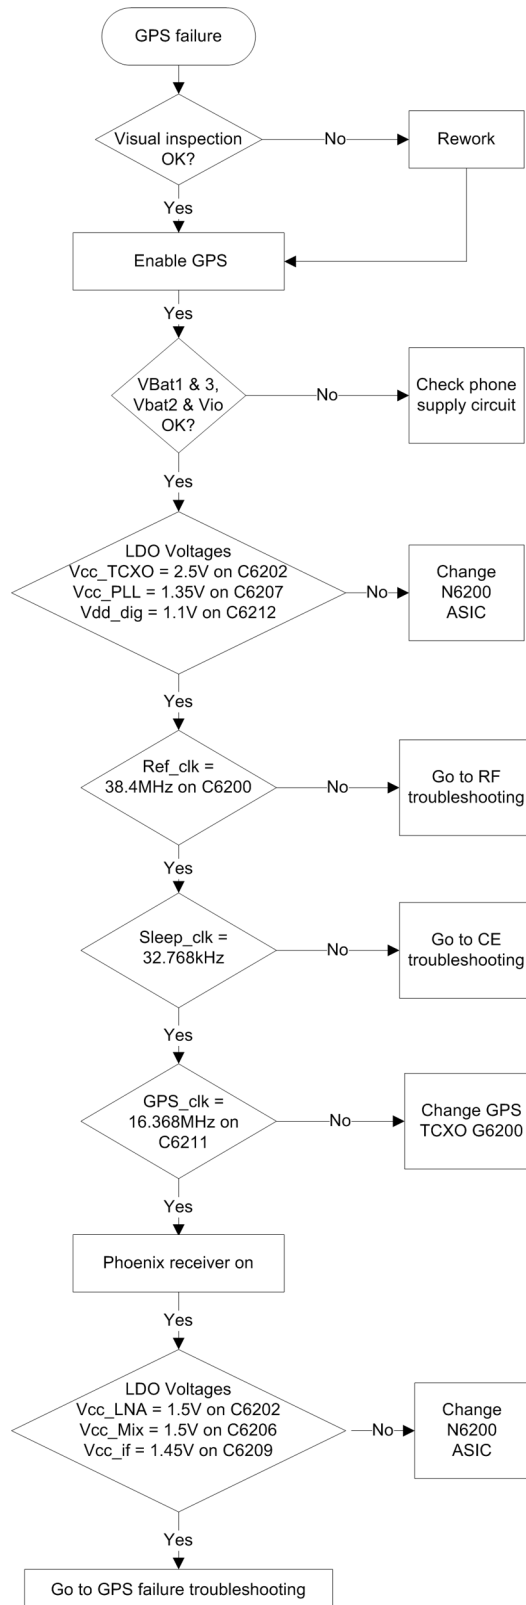 GPS failure
Visual inspection
OK?
No
Rework
Yes
Enable GPS
Yes
VBat1 & 3,
Vbat2 & Vio
OK?
No
Check phone
supply circuit
Yes
LDO Voltages
Vcc_TCXO = 2.5V on C6202
Vcc_PLL = 1.35V on C6207
Vdd_dig = 1.1V on C6212
No
Change
N6200
ASIC
Yes
Ref_clk =
38.4MHz on C6200
No
Go to RF
troubleshooting
Yes
Sleep_clk =
32.768kHz
No
Go to CE
troubleshooting
Yes
GPS_clk =
16.368MHz on
C6211
No
Change GPS
TCXO G6200
Yes
Phoenix receiver on
Yes
LDO Voltages
Vcc_LNA = 1.5V on C6202
Vcc_Mix = 1.5V on C6206
Vcc_if = 1.45V on C6209
No
Change
N6200
ASIC
Yes
Go to GPS failure troubleshooting